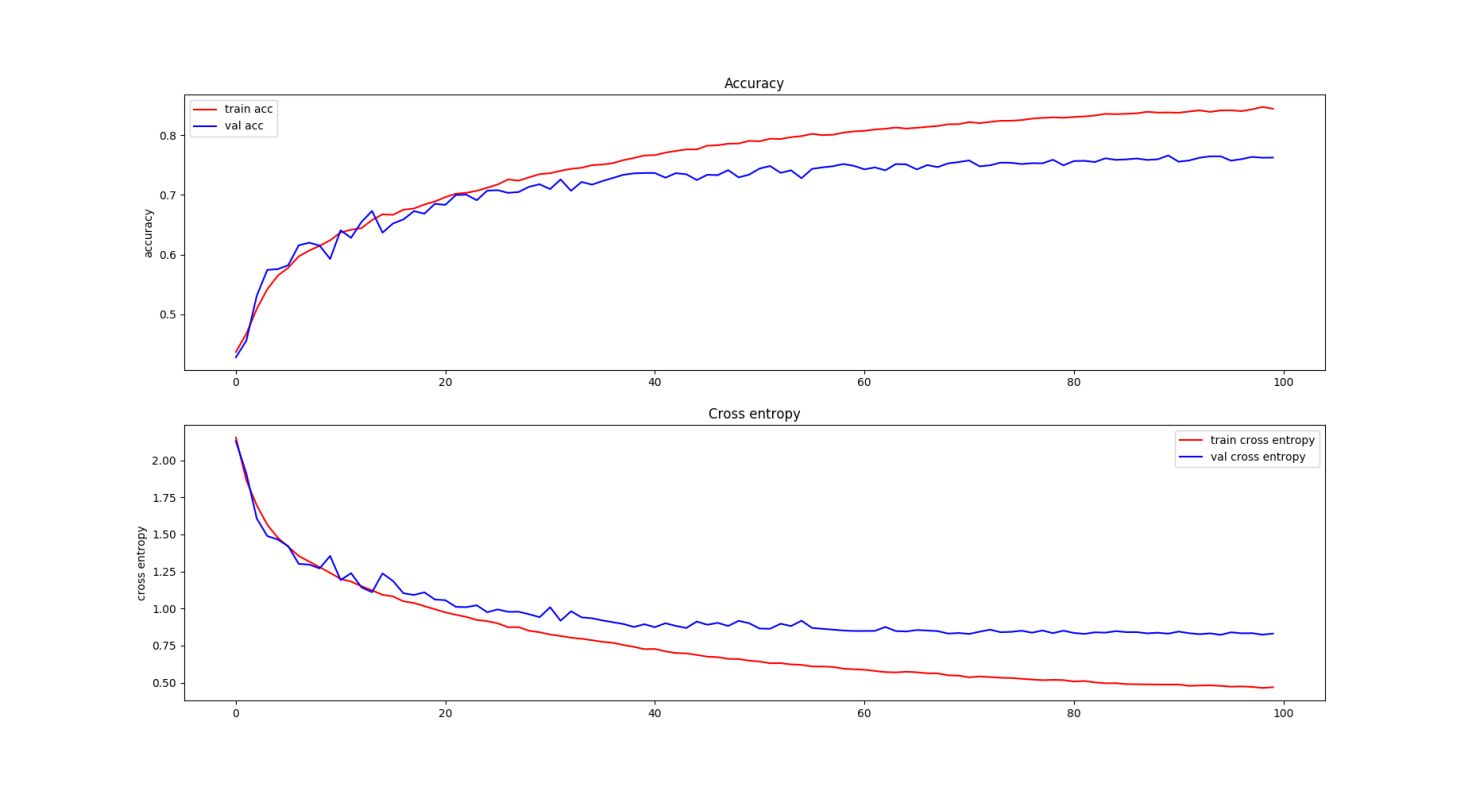 Accuracy
train acc
val acc
accuracy
0.8
0.7
0.6
0.5
0 20 40 60 80 100
Cross entropy
train cross entropy
val cross entropy
cross entropy
2.00
1.75
1.50
1.25
1.00
0.75
0.50
0 20 40 60 80 100